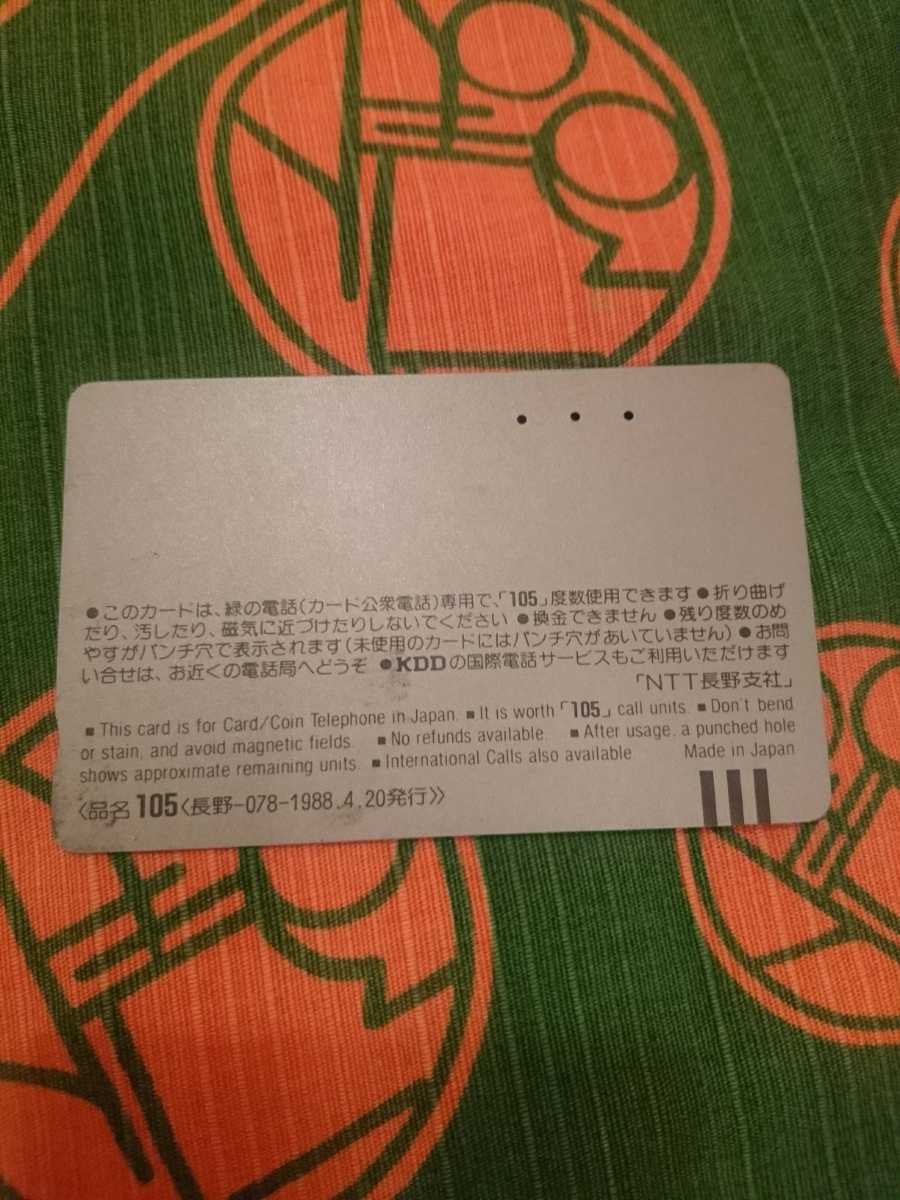 ●このカードは、緑の電話(カード公衆電話)専用で、「105」度数使用できます●折り曲げ
たり、汚したり、磁気に近づけたりしないでください ●換金できません ●残り度数のめ
やすがパンチ穴で表示されます(未使用のカードにはパンチ穴があいていません)●お問
い合せは、お近くの電話局へどうぞ ●KDDの国際電話サービスもご利用いただけます
「NTT長野支社」
■ This card is for Card/Coin Telephone in Japan. ■ It is worth「105」call units. ■ Don't bend
or stain, and avoid magnetic fields. ■ No refunds available. ■ After usage, a punched hole
shows approximate remaining units. ■ International Calls also available Made in Japan
〈品名 105〈長野-078-1988.4.20発行〉〉